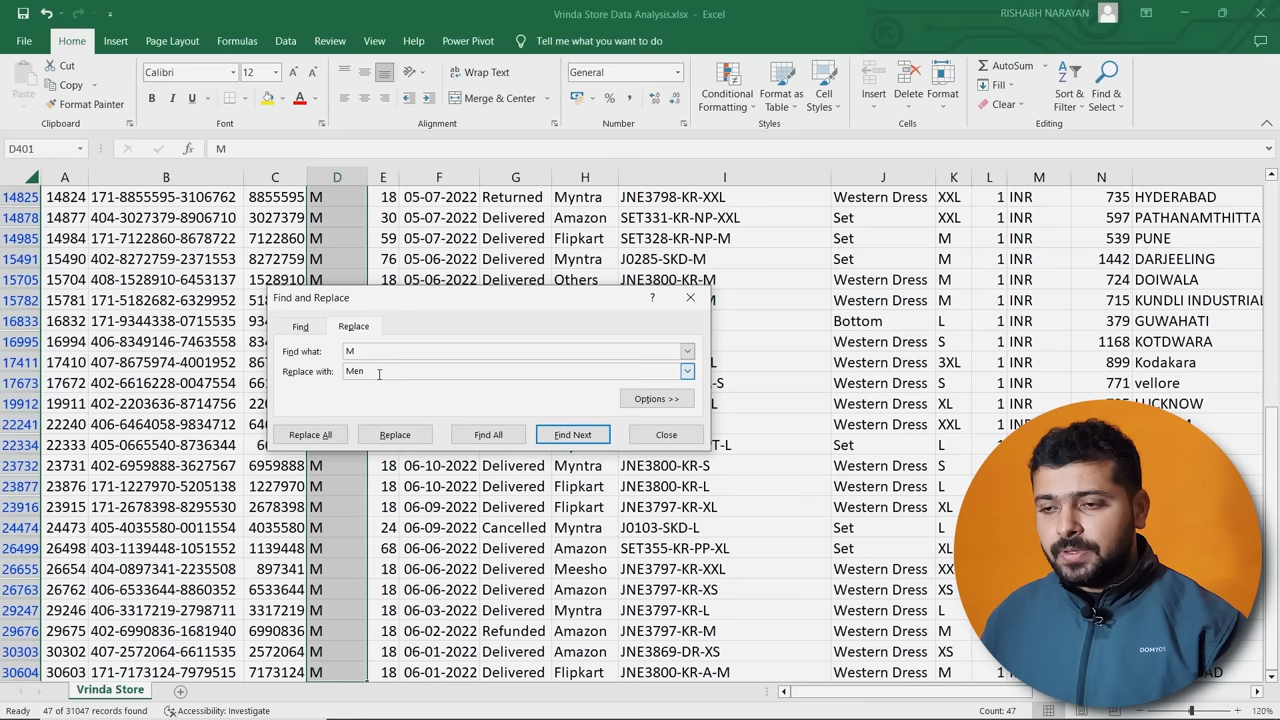 Vrinda Store Data Analysis.xlsx - Excel
RISHABH NARAYAN
File Home Insert Page Layout Formulas Data Review View Help Power Pivot Tell me what you want to do
Paste
Cut
Copy
Format Painter
Clipboard
Calibri 12
B I U
Font
Wrap Text
Merge & Center
Alignment
General
%
Number
Conditional Formatting
Format as Table
Cell Styles
Styles
Insert
Delete
Format
Cells
AutoSum
Fill
Clear
Sort & Filter
Find & Select
Editing
D401 fx M
A B C D E F G H I J K L M N
14825 14824 171-8855595-3106762 8855595 M 18 05-07-2022 Returned Myntra JNE3798-KR-XXL Western Dress XXL 1 INR 735 HYDERABAD
14878 14877 404-3027379-8906710 3027379 M 30 05-07-2022 Delivered Amazon SET331-KR-NP-XXL Set XXL 1 INR 597 PATHANAMTHITTA
14985 14984 171-7122860-8678722 7122860 M 59 05-07-2022 Delivered Flipkart SET328-KR-NP-M Set M 1 INR 539 PUNE
15491 15490 402-8272759-2371553 8272759 M 76 05-06-2022 Delivered Myntra J0285-SKD-M Set M 1 INR 1442 DARJEELING
15705 15704 408-1528910-6453137 1528910 M 18 05-06-2022 Delivered Others JNE3800-KR-M Western Dress M 1 INR 724 DOIWALA
15782 15781 171-5182682-6329952 Western Dress M 1 INR 715 KUNDLI INDUSTRIAL
16833 16832 171-9344338-0715535 Bottom L 1 INR 379 GUWAHATI
16995 16994 406-8349146-7463558 Set XL 1 INR 1168 KOTDWARA
17411 17410 408-8675974-4001952 Western Dress 3XL 1 INR 899 Kodakara
17673 17672 402-6616228-0047554 Western Dress S 1 INR 771 vellore
19912 19911 402-2203636-8714756 Western Dress XL 1 INR LUCKNOW
22241 22240 406-6464058-9834712 Western Dress XL
22334 22333 405-0655540-8736344 Set L
23732 23731 402-6959888-3627567 6959888 M 18 06-10-2022 Delivered Myntra JNE3800-KR-S Western Dress S
23877 23876 171-1227970-5205138 1227970 M 18 06-10-2022 Delivered Flipkart JNE3800-KR-L Western Dress L
23916 23915 171-2678398-8295530 2678398 M 18 06-09-2022 Delivered Flipkart JNE3797-KR-XL Western Dress XL
24474 24473 405-4035580-0011554 4035580 M 24 06-09-2022 Cancelled Myntra J0103-SKD-L Set L
26499 26498 403-1139448-1051552 1139448 M 68 06-06-2022 Delivered Amazon SET355-KR-PP-XL Set XL
26655 26654 404-0897341-2235508 897341 M 18 06-06-2022 Delivered Meesho JNE3797-KR-XXL Western Dress
26763 26762 406-6533644-8860352 6533644 M 18 06-06-2022 Delivered Amazon JNE3797-KR-XS Western Dress XS
29247 29246 406-3317219-2798711 3317219 M 18 06-03-2022 Delivered Myntra JNE3797-KR-L Western Dress L
29676 29675 402-6990836-1681940 6990836 M 18 06-02-2022 Refunded Amazon JNE3797-KR-M Western Dress M
30303 30302 407-2572064-6611535 2572064 M 18 06-01-2022 Delivered Amazon JNE3869-DR-XS Western Dress XS
30604 30603 171-7173124-7979515 7173124 M 18 06-01-2022 Delivered Flipkart JNE3800-KR-A-M Western Dress M
Find and Replace ?
Find Replace
Find what: M
Replace with: Men
Options >>
Replace All Replace Find All Find Next Close
DOMYOS
Vrinda Store
Ready 47 of 31047 records found Accessibility: Investigate Count: 47 120%